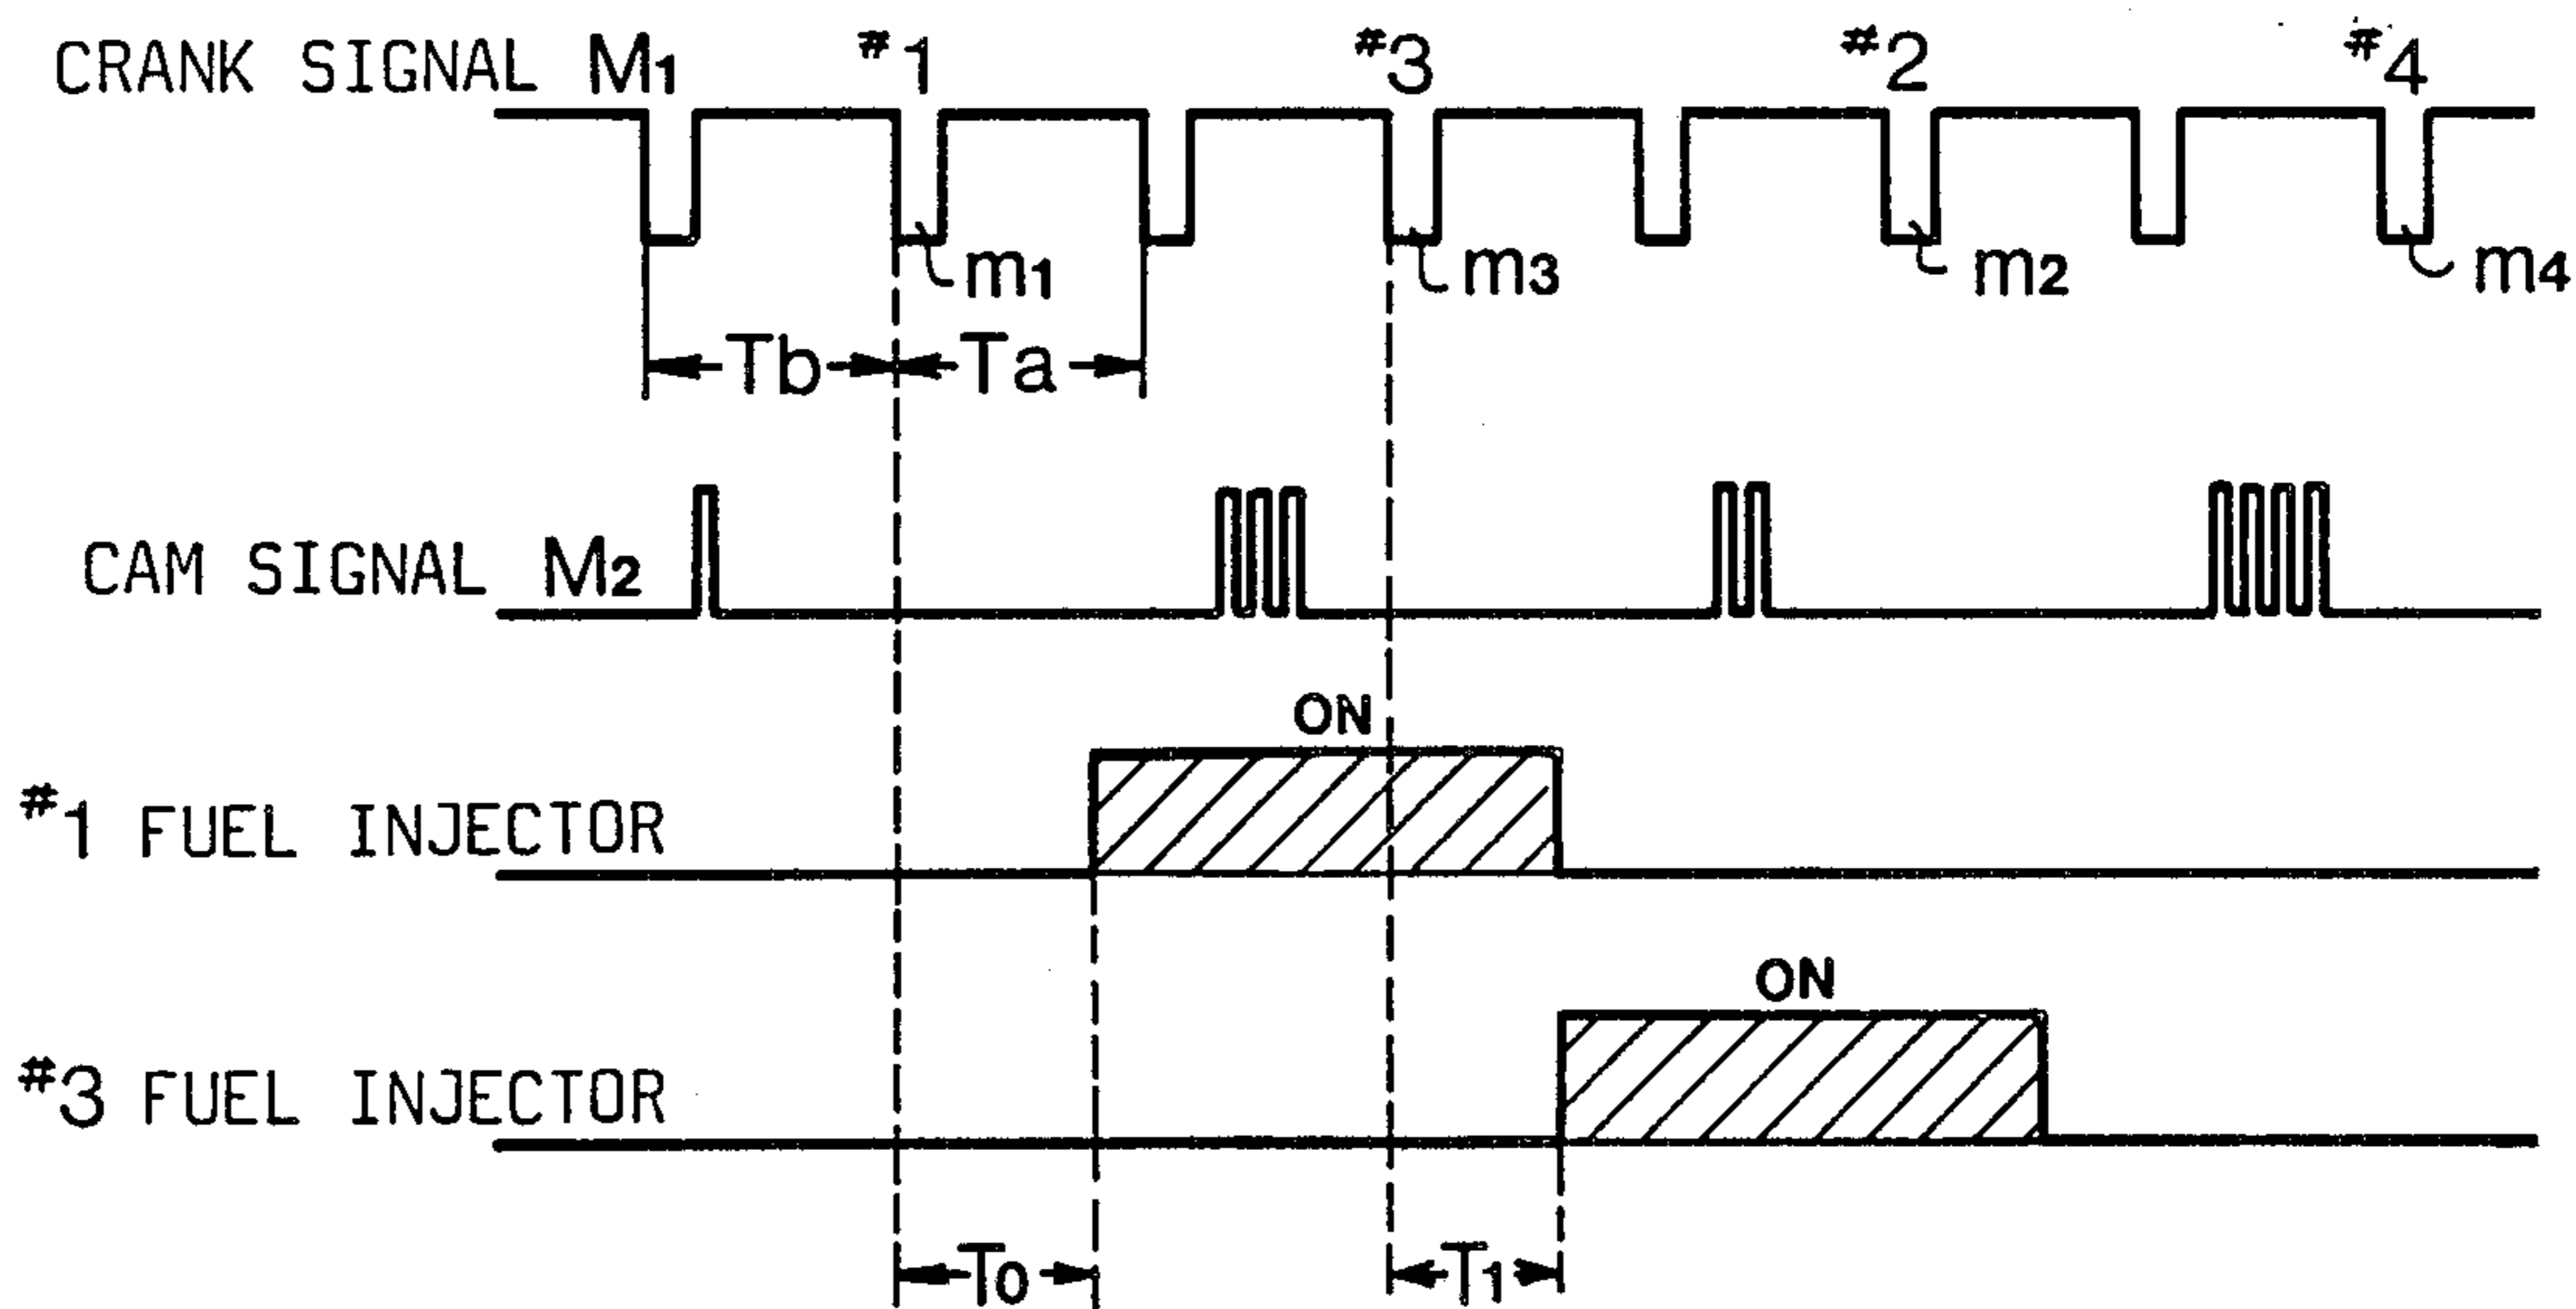 CRANK SIGNAL M1 #1 #3 #2 #4
m1 m3 m2 m4
Tb Ta
CAM SIGNAL M2
ON
#1 FUEL INJECTOR
ON
#3 FUEL INJECTOR
T0 T1